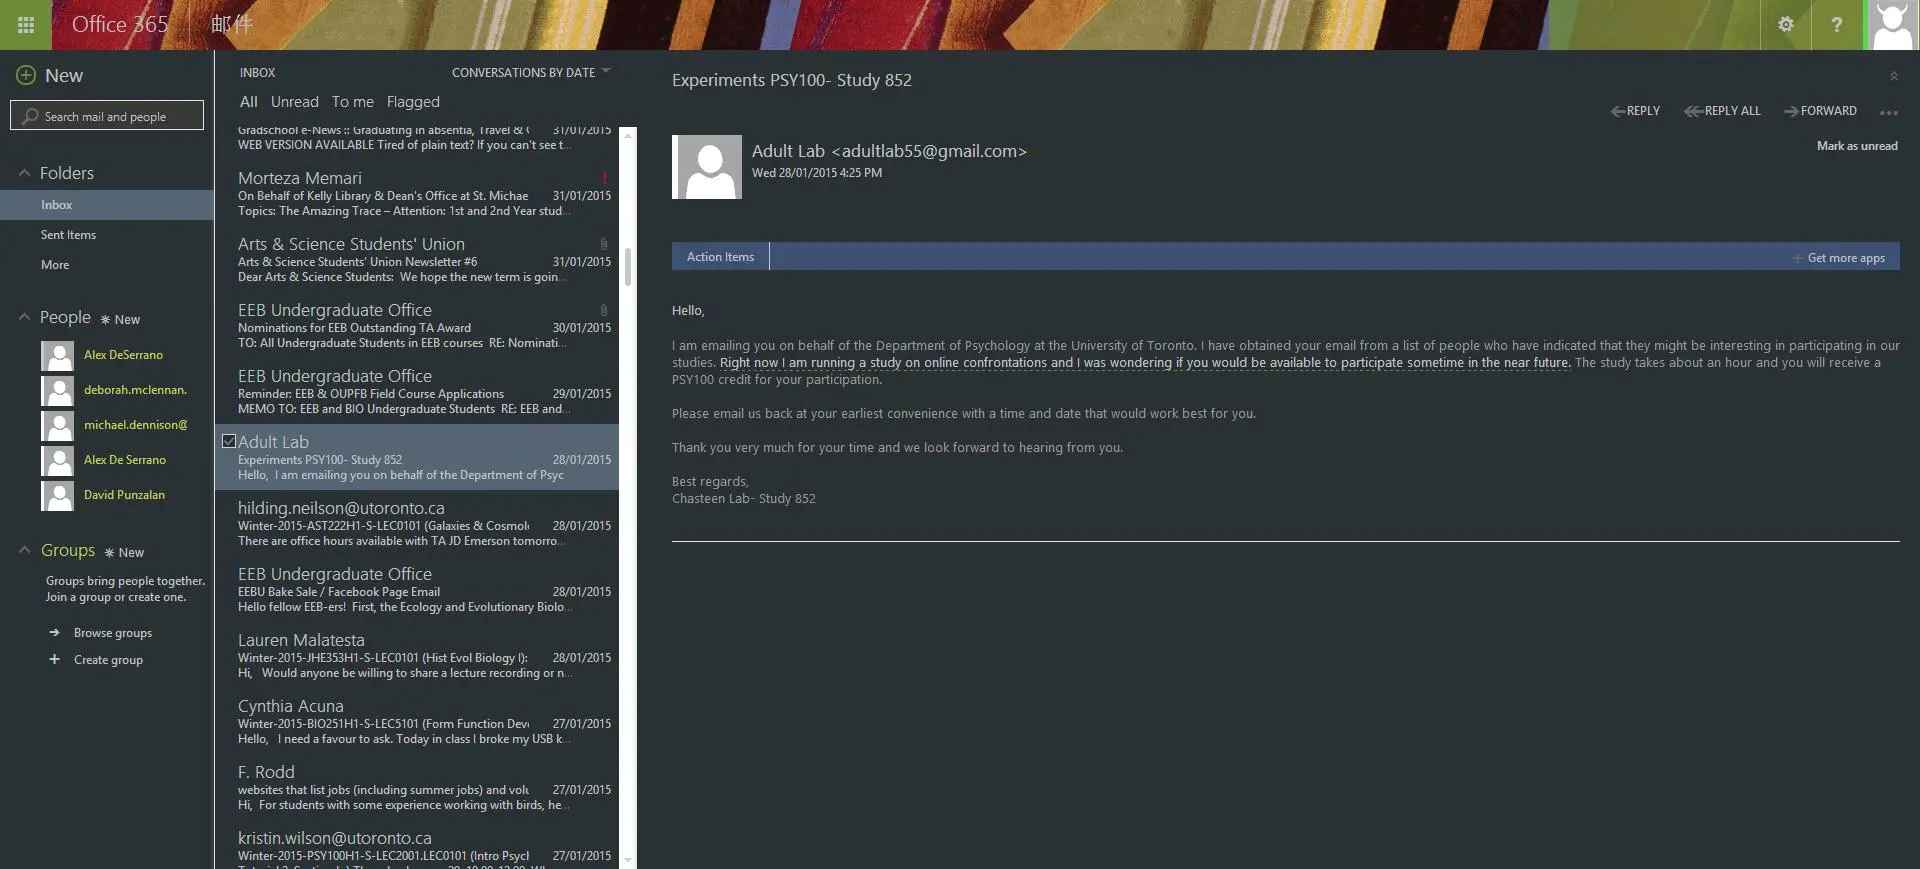 Office 365
邮件
New
Search mail and people
Folders
Inbox
Sent Items
More
People
New
Alex DeSerrano
deborah.mclennan.
michael.dennison@
Alex De Serrano
David Punzalan
Groups
New
Groups bring people together.
Join a group or create one.
Browse groups
Create group
INBOX CONVERSATIONS BY DATE
All Unread To me Flagged
Gradschool e-News :: Graduating in absentia, Travel & 31/01/2015
WEB VERSION AVAILABLE Tired of plain text? If you can't see t...
Morteza Memari
On Behalf of Kelly Library & Dean's Office at St. Michae 31/01/2015
Topics: The Amazing Trace – Attention: 1st and 2nd Year stud...
Arts & Science Students' Union
Arts & Science Students' Union Newsletter #6 31/01/2015
Dear Arts & Science Students: We hope the new term is goin...
EEB Undergraduate Office
Nominations for EEB Outstanding TA Award 30/01/2015
TO: All Undergraduate Students in EEB courses RE: Nominati...
EEB Undergraduate Office
Reminder: EEB & OUPFB Field Course Applications 29/01/2015
MEMO TO: EEB and BIO Undergraduate Students RE: EEB and...
Adult Lab
Experiments PSY100- Study 852 28/01/2015
Hello, I am emailing you on behalf of the Department of Psyc
hilding.neilson@utoronto.ca
Winter-2015-AST222H1-S-LEC0101 (Galaxies & Cosmolo 28/01/2015
There are office hours available with TA JD Emerson tomorro...
EEB Undergraduate Office
EEBU Bake Sale / Facebook Page Email 28/01/2015
Hello fellow EEB-ers! First, the Ecology and Evolutionary Biolo...
Lauren Malatesta
Winter-2015-JHE353H1-S-LEC0101 (Hist Evol Biology I): 28/01/2015
Hi, Would anyone be willing to share a lecture recording or n...
Cynthia Acuna
Winter-2015-BIO251H1-S-LEC5101 (Form Function Deve 27/01/2015
Hello, I need a favour to ask. Today in class I broke my USB k...
F. Rodd
websites that list jobs (including summer jobs) and volu 27/01/2015
Hi, For students with some experience working with birds, he...
kristin.wilson@utoronto.ca
Winter-2015-PSY100H1-S-LEC2001.LEC0101 (Intro Psych 27/01/2015
Experiments PSY100- Study 852
REPLY REPLY ALL FORWARD ...
Mark as unread
Adult Lab <adultlab55@gmail.com>
Wed 28/01/2015 4:25 PM
Action Items + Get more apps
Hello,
I am emailing you on behalf of the Department of Psychology at the University of Toronto. I have obtained your email from a list of people who have indicated that they might be interesting in participating in our
studies. Right now I am running a study on online confrontations and I was wondering if you would be available to participate sometime in the near future. The study takes about an hour and you will receive a
PSY100 credit for your participation.
Please email us back at your earliest convenience with a time and date that would work best for you.
Thank you very much for your time and we look forward to hearing from you.
Best regards,
Chasteen Lab- Study 852